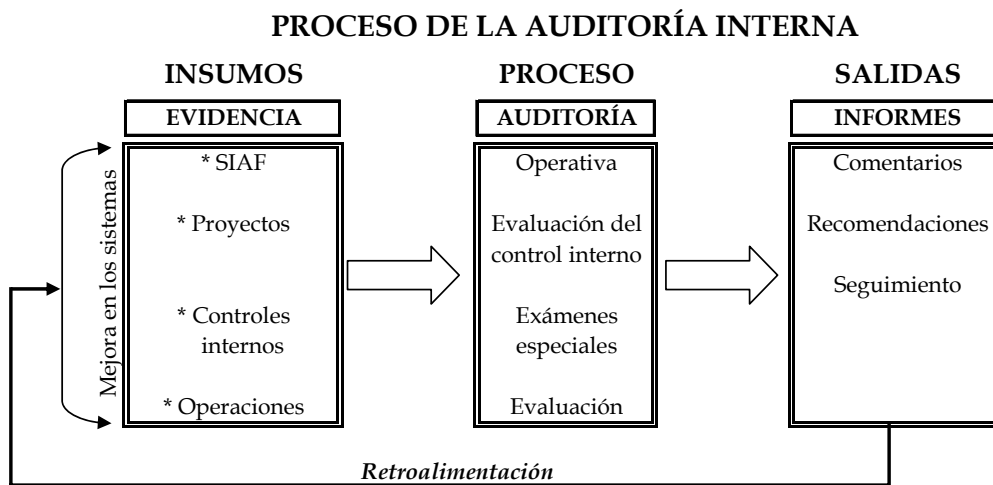 PROCESO DE LA AUDITORÍA INTERNA
INSUMOS
EVIDENCIA
* SIAF
* Proyectos
* Controles
internos
* Operaciones
Mejora en los sistemas
PROCESO
AUDITORÍA
Operativa
Evaluación del
control interno
Exámenes
especiales
Evaluación
SALIDAS
INFORMES
Comentarios
Recomendaciones
Seguimiento
Retroalimentación